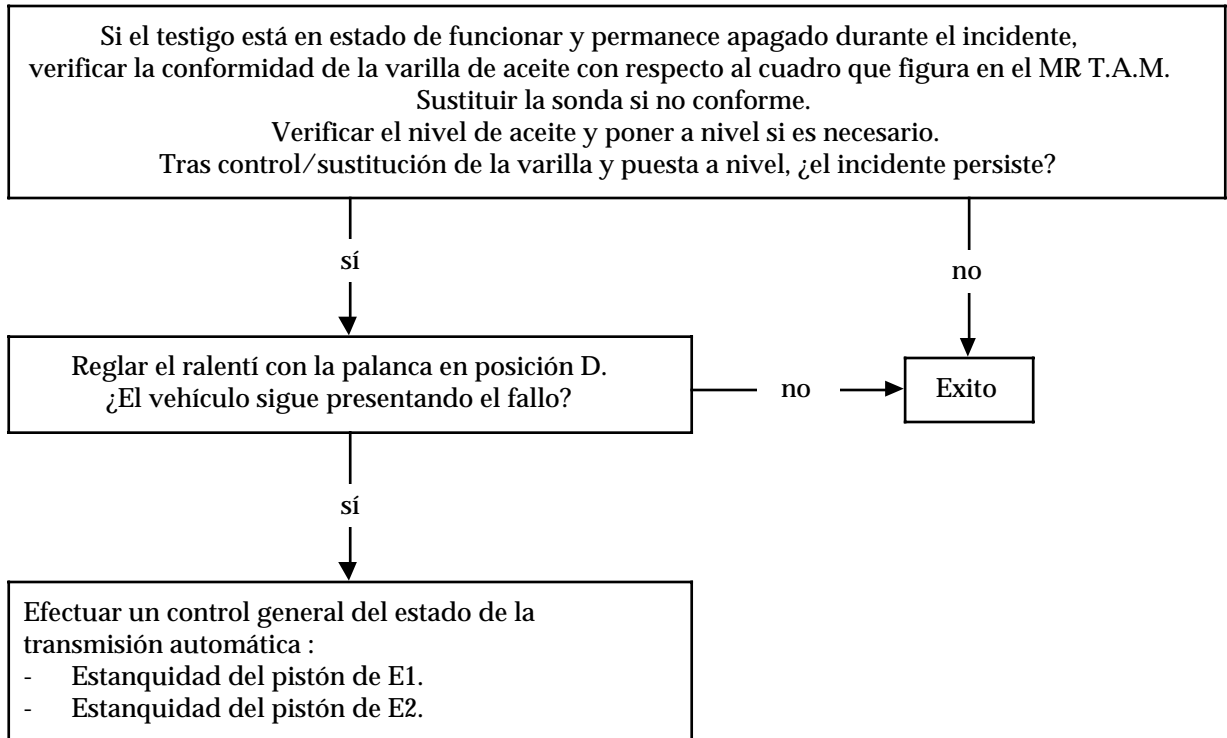 Si el testigo está en estado de funcionar y permanece apagado durante el incidente,
verificar la conformidad de la varilla de aceite con respecto al cuadro que figura en el MR T.A.M.
Sustituir la sonda si no conforme.
Verificar el nivel de aceite y poner a nivel si es necesario.
Tras control/sustitución de la varilla y puesta a nivel, ¿el incidente persiste?
sí
no
Reglar el ralentí con la palanca en posición D.
¿El vehículo sigue presentando el fallo?
no
Exito
sí
Efectuar un control general del estado de la
transmisión automática :
- Estanquidad del pistón de E1.
- Estanquidad del pistón de E2.